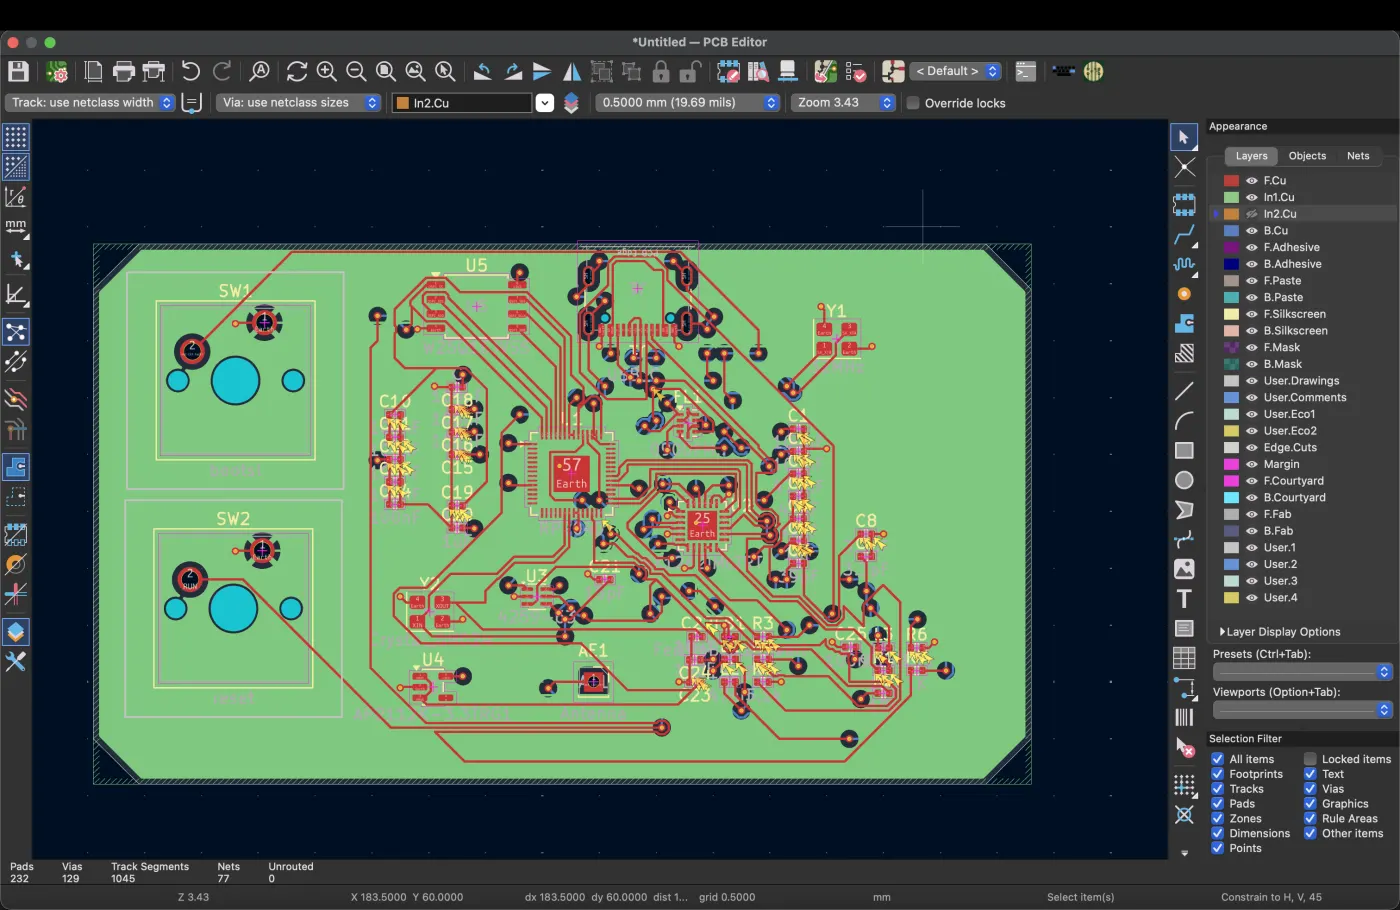 *Untitled — PCB Editor
< Default >
Track: use netclass width
Via: use netclass sizes
In2.Cu
0.5000 mm (19.69 mils)
Zoom 3.43
Override locks
mm
Appearance
Layers
Objects
Nets
F.Cu
In1.Cu
In2.Cu
B.Cu
F.Adhesive
B.Adhesive
F.Paste
B.Paste
F.Silkscreen
B.Silkscreen
F.Mask
B.Mask
User.Drawings
User.Comments
User.Eco1
User.Eco2
Edge.Cuts
Margin
F.Courtyard
B.Courtyard
F.Fab
B.Fab
User.1
User.2
User.3
User.4
Layer Display Options
Presets (Ctrl+Tab):
Viewports (Option+Tab):
Selection Filter
All items
Locked items
Footprints
Text
Tracks
Vias
Pads
Graphics
Zones
Rule Areas
Dimensions
Other items
Points
U5
SW1
2
Y1
C10
C18
C1
C15
C19
57
Earth
25
Earth
SW2
2
RUN
C8
U3
C21
R3
C25
R6
AE1
U4
C23
Pads
232
Vias
129
Track Segments
1045
Nets
77
Unrouted
0
Z 3.43
X 183.5000 Y 60.0000
dx 183.5000 dy 60.0000 dist 1...
grid 0.5000
mm
Select item(s)
Constrain to H, V, 45